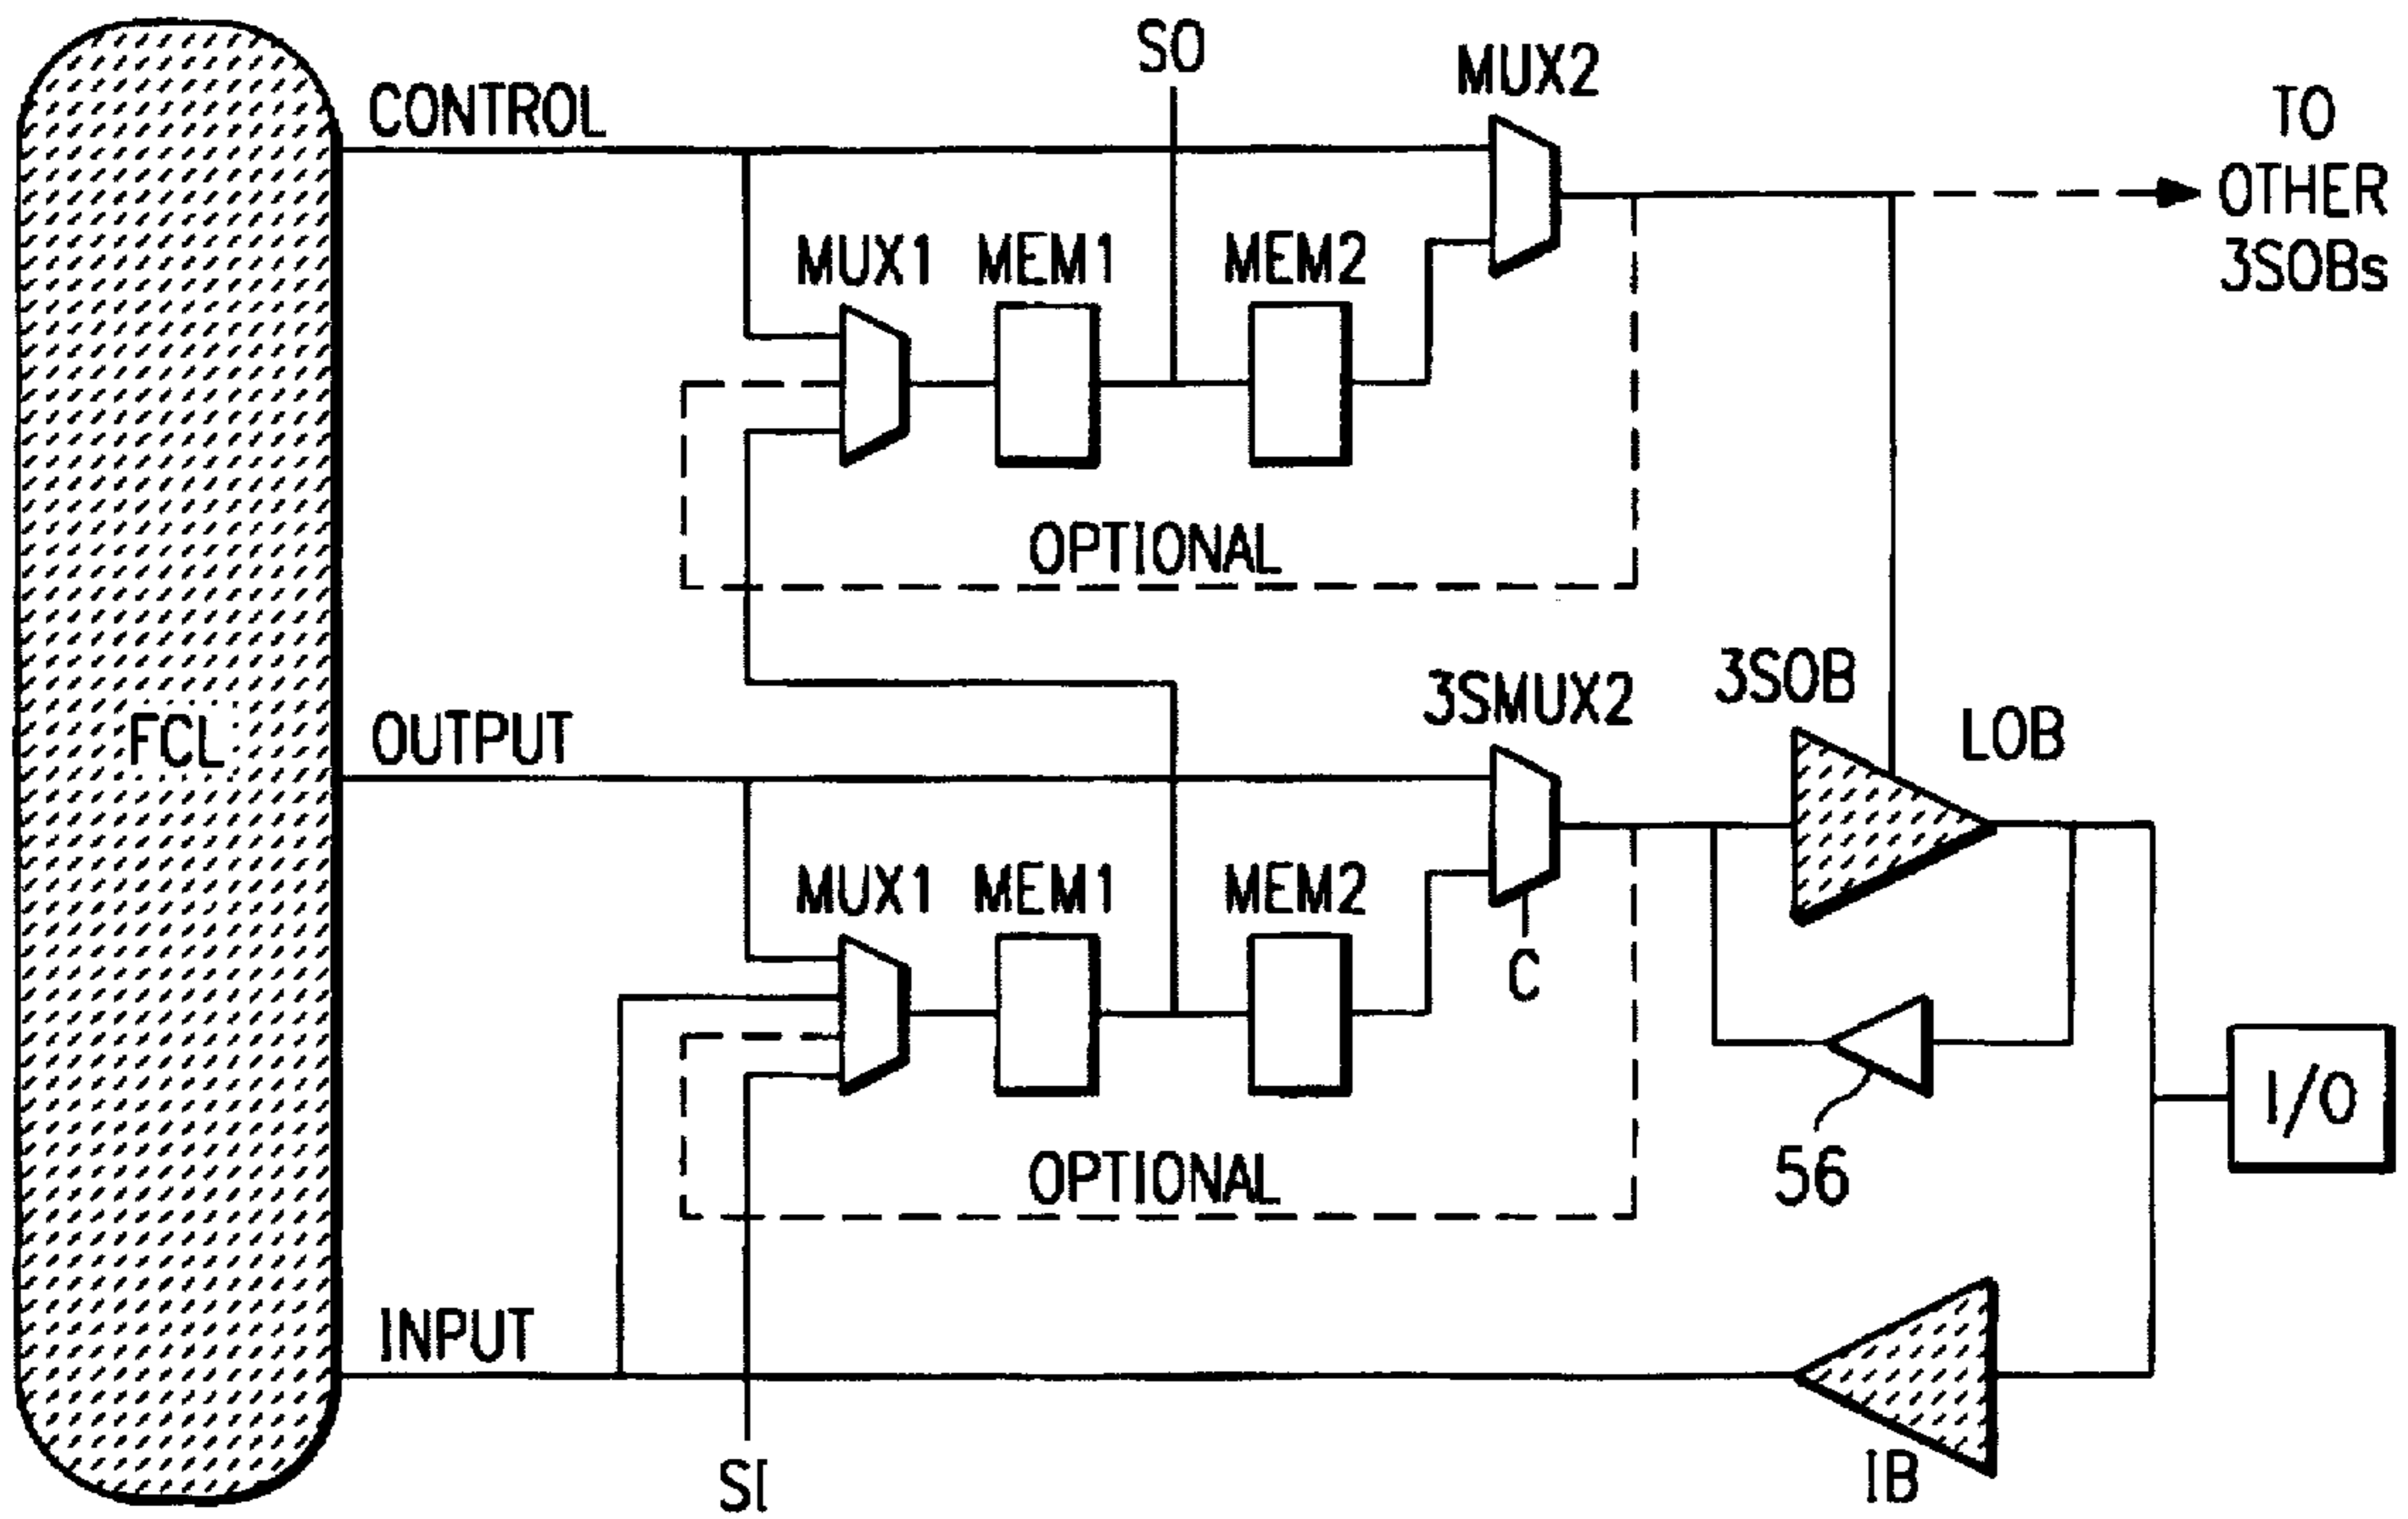 SO
MUX2
TO
OTHER
3SOBs
CONTROL
MUX1
MEM1
MEM2
OPTIONAL
3SMUX2
3SOB
LOB
FCL
OUTPUT
MUX1
MEM1
MEM2
C
I/O
56
OPTIONAL
INPUT
SI
IB